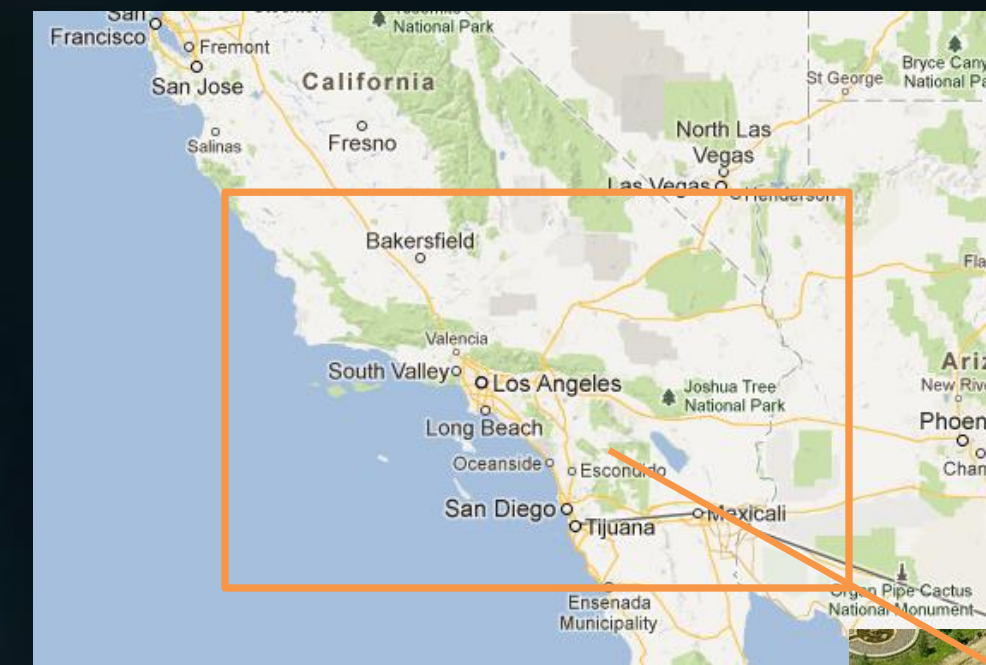 San
Francisco
Fremont
San Jose
California
National Park
Salinas
Fresno
North Las
Vegas
Las Vegas
Henderson
St George
Bryce Cany
National Pa
Bakersfield
Fla
Valencia
South Valley
Los Angeles
Long Beach
Joshua Tree
National Park
Ariz
New Rive
Phoen
Chan
Oceanside
Escondido
San Diego
Tijuana
Mexicali
Ensenada
Municipality
Organ Pipe Cactus
National Monument